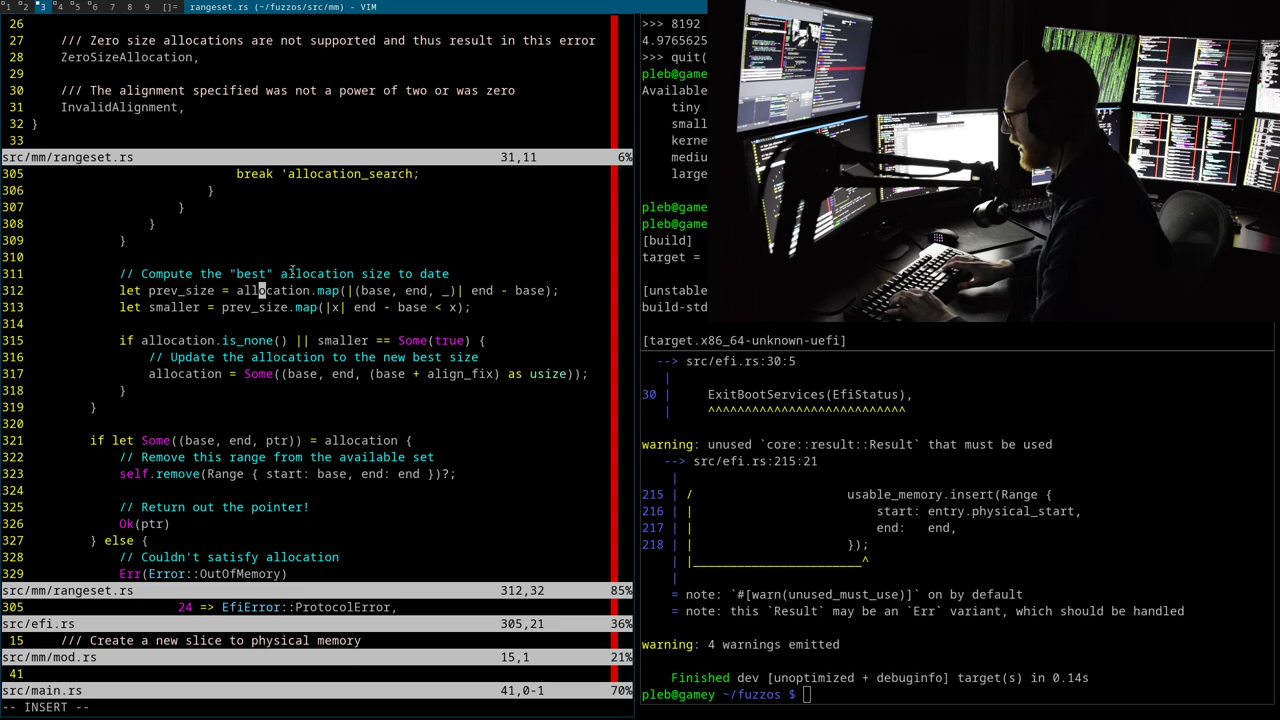 1 2 3 4 5 6 7 8 9 []= rangeset.rs (~/fuzzos/src/mm) - VIM
26
27     /// Zero size allocations are not supported and thus result in this error
28     ZeroSizeAllocation,
29
30     /// The alignment specified was not a power of two or was zero
31     InvalidAlignment,
32 }
33
src/mm/rangeset.rs 31,11 6%
305                             break 'allocation_search;
306                         }
307                     }
308                 }
309             }
310
311             // Compute the "best" allocation size to date
312             let prev_size = allocation.map(|(base, end, _)| end - base);
313             let smaller = prev_size.map(|x| end - base < x);
314
315             if allocation.is_none() || smaller == Some(true) {
316                 // Update the allocation to the new best size
317                 allocation = Some((base, end, (base + align_fix) as usize));
318             }
319         }
320
321         if let Some((base, end, ptr)) = allocation {
322             // Remove this range from the available set
323             self.remove(Range { start: base, end: end })?;
324
325             // Return out the pointer!
326             Ok(ptr)
327         } else {
328             // Couldn't satisfy allocation
329             Err(Error::OutOfMemory)
src/mm/rangeset.rs 312,32 85%
305                     24 => EfiError::ProtocolError,
src/efi.rs 305,21 36%
15     /// Create a new slice to physical memory
src/mm/mod.rs 15,1 21%
41
src/main.rs 41,0-1 70%
-- INSERT --
>>> 8192
4.9765625
>>> quit(
pleb@game
Available
    tiny
    small
    kerne
    mediu
    large
pleb@game
pleb@game
[build]
target =
[unstable
build-std
[target.x86_64-unknown-uefi]
  --> src/efi.rs:30:5
   |
30 |     ExitBootServices(EfiStatus),
   |     ^^^^^^^^^^^^^^^^^^^^^^^^^^^
warning: unused `core::result::Result` that must be used
   --> src/efi.rs:215:21
    |
215 | /                     usable_memory.insert(Range {
216 | |                         start: entry.physical_start,
217 | |                         end:   end,
218 | |                     });
    | |_______________________^
    |
    = note: `#[warn(unused_must_use)]` on by default
    = note: this `Result` may be an `Err` variant, which should be handled
warning: 4 warnings emitted
    Finished dev [unoptimized + debuginfo] target(s) in 0.14s
pleb@gamey ~/fuzzos $